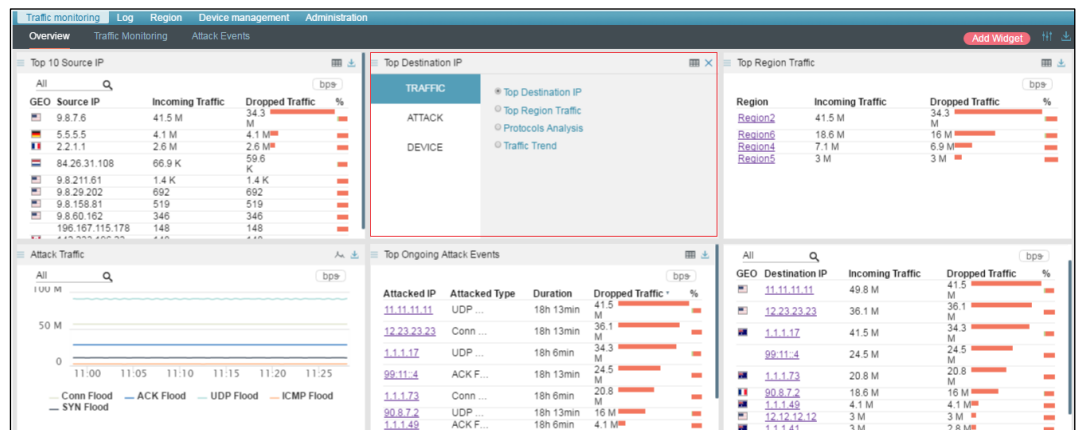 Traffic monitoring Log Region Device management Administration
Overview Traffic Monitoring Attack Events Add Widget
Top 10 Source IP
All
bps
GEO Source IP Incoming Traffic Dropped Traffic %
9.8.7.6 41.5 M 34.3 M
5.5.5.5 4.1 M 4.1 M
2.2.1.1 2.6 M 2.6 M
84.26.31.108 66.9 K 59.6 K
9.8.211.61 1.4 K 1.4 K
9.8.29.202 692 692
9.8.158.81 519 519
9.8.60.162 346 346
196.167.115.178 148 148
Top Destination IP
TRAFFIC
ATTACK
DEVICE
Top Destination IP
Top Region Traffic
Protocols Analysis
Traffic Trend
Top Region Traffic
bps
Region Incoming Traffic Dropped Traffic %
Region2 41.5 M 34.3 M
Region6 18.6 M 16 M
Region4 7.1 M 6.9 M
Region5 3 M 3 M
Attack Traffic
All
bps
100 M
50 M
0
11:00 11:05 11:10 11:15 11:20 11:25
Conn Flood ACK Flood UDP Flood ICMP Flood
SYN Flood
Top Ongoing Attack Events
bps
Attacked IP Attacked Type Duration Dropped Traffic %
11.11.11.11 UDP ... 18h 13min 41.5 M
12.23.23.23 Conn ... 18h 13min 36.1 M
1.1.1.17 UDP ... 18h 6min 34.3 M
99:11::4 ACK F... 18h 13min 24.5 M
1.1.1.73 Conn ... 18h 6min 20.8 M
90.8.7.2 UDP ... 18h 13min 16 M
1.1.1.49 ACK F... 18h 6min 4.1 M
All
bps
GEO Destination IP Incoming Traffic Dropped Traffic %
11.11.11.11 49.8 M 41.5 M
12.23.23.23 36.1 M 36.1 M
1.1.1.17 41.5 M 34.3 M
99:11::4 24.5 M 24.5 M
1.1.1.73 20.8 M 20.8 M
90.8.7.2 18.6 M 16 M
1.1.1.49 4.1 M 4.1 M
12.12.12.12 3 M 3 M
1.1.1.41 3 M 2.8 M